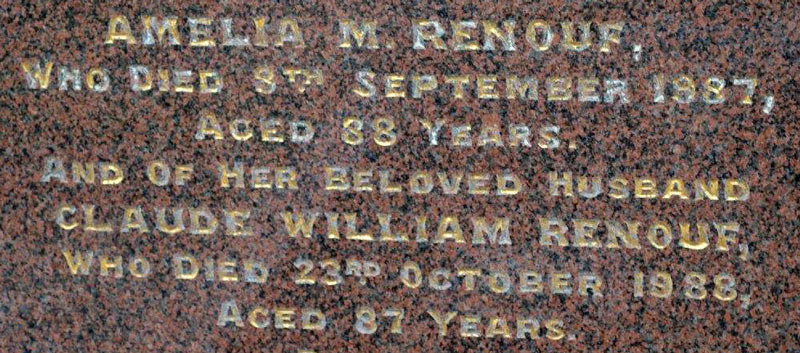 AMELIA M. RENOUF,
WHO DIED 8TH SEPTEMBER 1987,
AGED 88 YEARS.
AND OF HER BELOVED HUSBAND
CLAUDE WILLIAM RENOUF,
WHO DIED 23RD OCTOBER 1988,
AGED 87 YEARS.